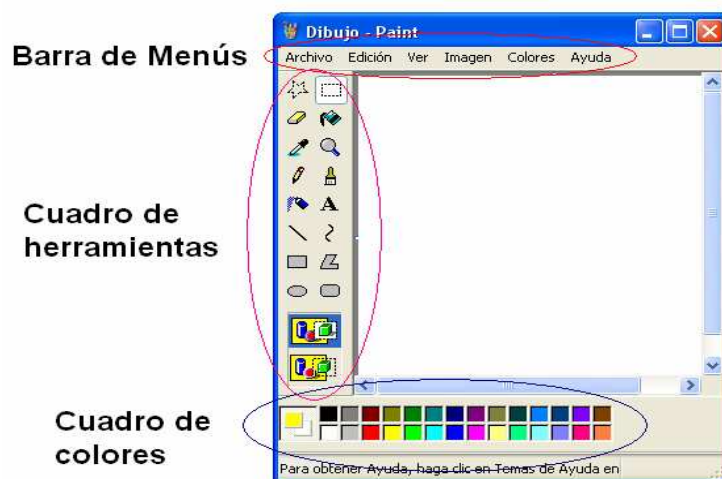 Dibujo - Paint
Barra de Menús
Archivo Edición Ver Imagen Colores Ayuda
A
Cuadro de
herramientas
Cuadro de
colores
Para obtener Ayuda, haga clic en Temas de Ayuda en